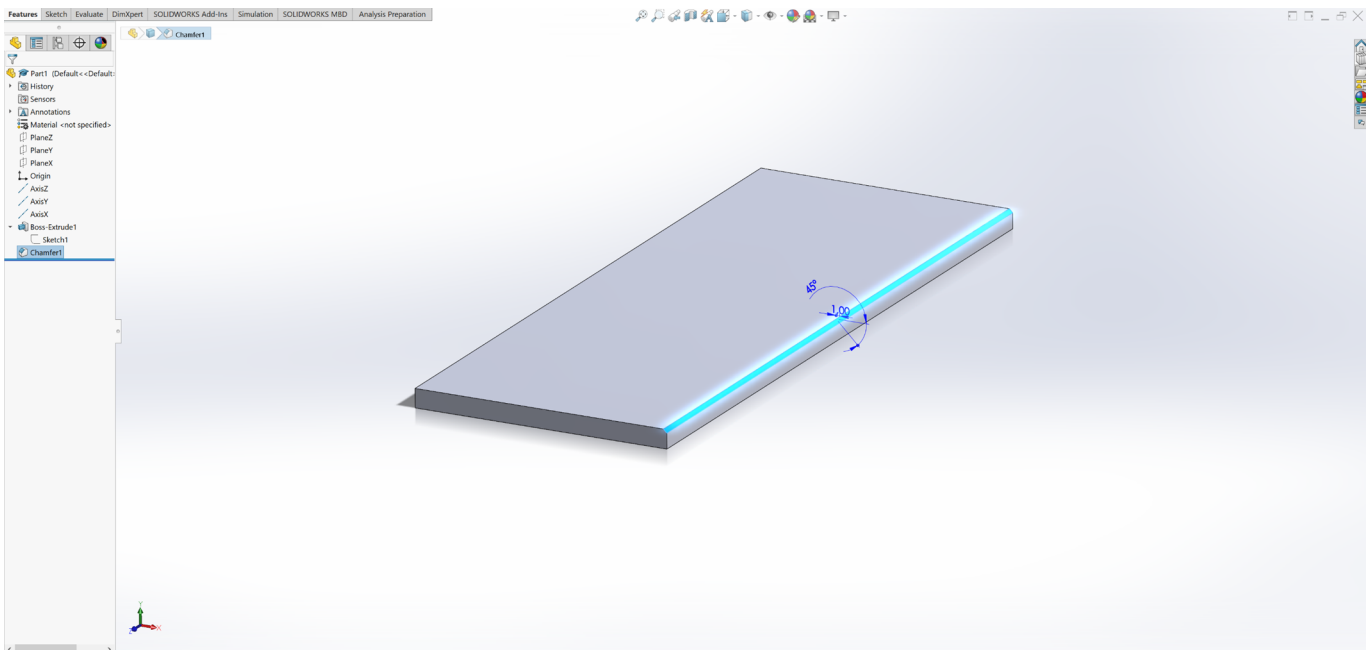 Features Sketch Evaluate DimXpert SOLIDWORKS Add-Ins Simulation SOLIDWORKS MBD Analysis Preparation
Chamfer1
Part1 (Default<<Default>
History
Sensors
Annotations
Material <not specified>
PlaneZ
PlaneY
PlaneX
Origin
AxisZ
AxisY
AxisX
Boss-Extrude1
Sketch1
Chamfer1
45°
1.00
Y
X
Z